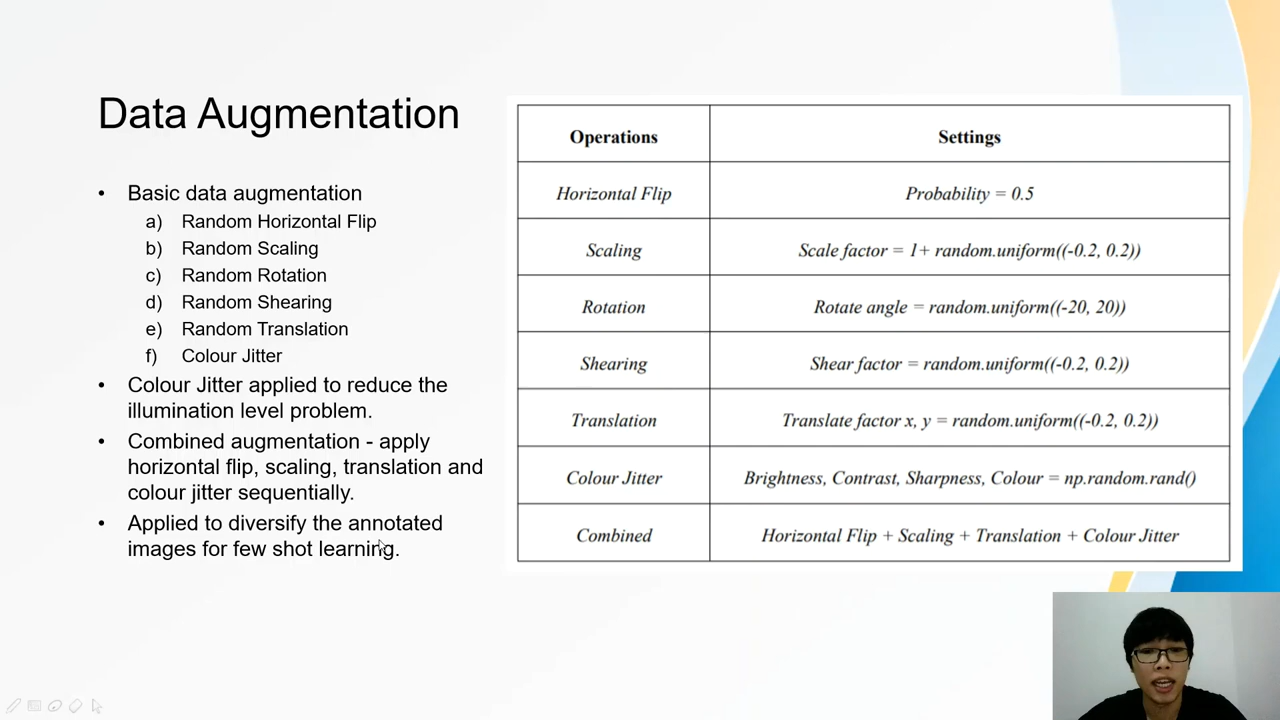 Data Augmentation
• Basic data augmentation
a) Random Horizontal Flip
b) Random Scaling
c) Random Rotation
d) Random Shearing
e) Random Translation
f) Colour Jitter
• Colour Jitter applied to reduce the
illumination level problem.
• Combined augmentation - apply
horizontal flip, scaling, translation and
colour jitter sequentially.
• Applied to diversify the annotated
images for few shot learning.
Operations Settings
Horizontal Flip Probability = 0.5
Scaling Scale factor = 1+ random.uniform((-0.2, 0.2))
Rotation Rotate angle = random.uniform((-20, 20))
Shearing Shear factor = random.uniform((-0.2, 0.2))
Translation Translate factor x, y = random.uniform((-0.2, 0.2))
Colour Jitter Brightness, Contrast, Sharpness, Colour = np.random.rand()
Combined Horizontal Flip + Scaling + Translation + Colour Jitter